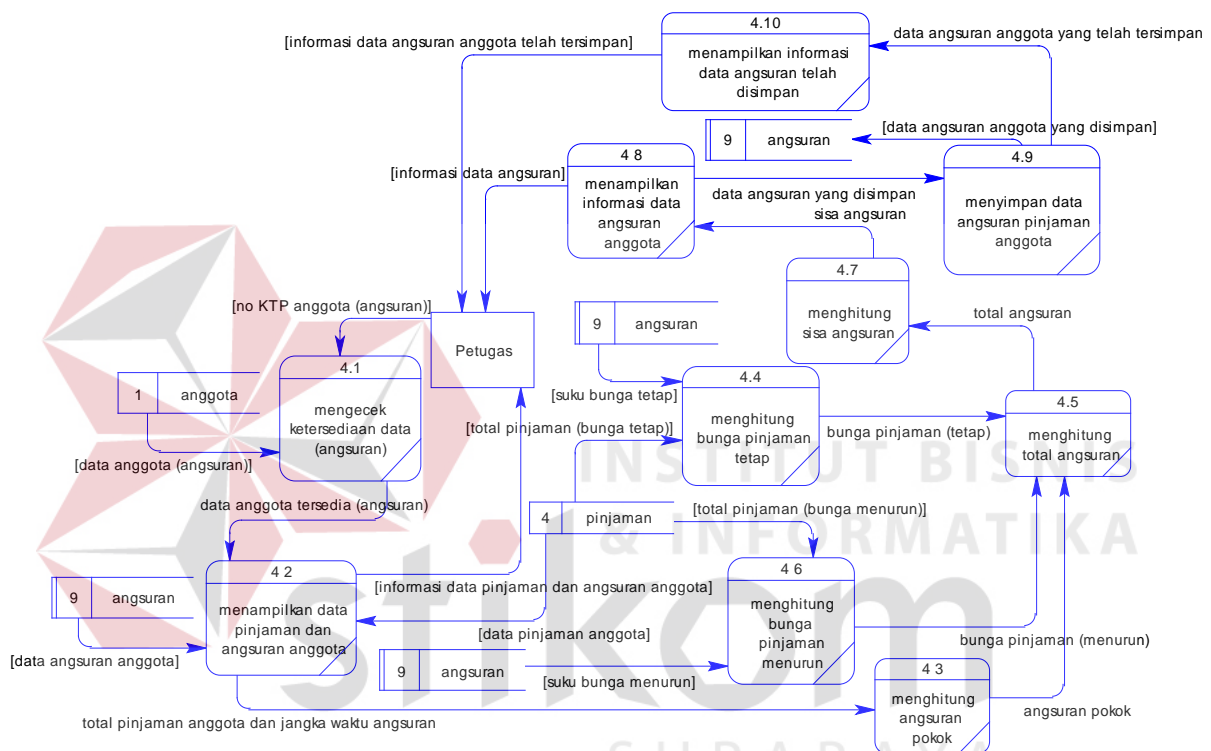 4.10
[informasi data angsuran anggota telah tersimpan]
data angsuran anggota yang telah tersimpan
menampilkan informasi
data angsuran telah
disimpan
9 angsuran
[data angsuran anggota yang disimpan]
4 8
4.9
[informasi data angsuran]
menampilkan
informasi data
angsuran
anggota
data angsuran yang disimpan
sisa angsuran
menyimpan data
angsuran pinjaman
anggota
4.7
menghitung
sisa angsuran
[no KTP anggota (angsuran)]
9 angsuran
total angsuran
Petugas
4.1
mengecek
ketersediaan data
(angsuran)
1 anggota
[data anggota (angsuran)]
[suku bunga tetap]
4.4
menghitung
bunga pinjaman
tetap
[total pinjaman (bunga tetap)]
bunga pinjaman (tetap)
4.5
menghitung
total angsuran
INSTITUT BISNIS
& INFORMATIKA
data anggota tersedia (angsuran)
4 pinjaman
[total pinjaman (bunga menurun)]
4 2
menampilkan data
pinjaman dan
angsuran anggota
[informasi data pinjaman dan angsuran anggota]
4 6
menghitung
bunga
pinjaman
menurun
9 angsuran
[data angsuran anggota]
[data pinjaman anggota]
bunga pinjaman (menurun)
9 angsuran
[suku bunga menurun]
stikom
4 3
menghitung
angsuran
pokok
total pinjaman anggota dan jangka waktu angsuran
angsuran pokok
SURABAYA